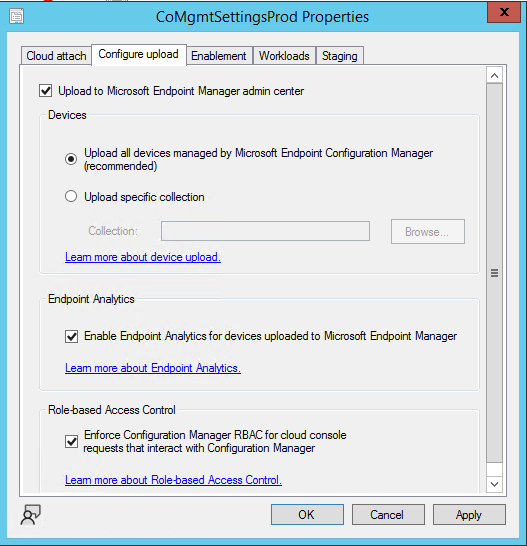 CoMgmtSettingsProd Properties
x
Cloud attach Configure upload Enablement Workloads Staging
Upload to Microsoft Endpoint Manager admin center
Devices
Upload all devices managed by Microsoft Endpoint Configuration Manager
(recommended)
Upload specific collection
Collection: Browse...
Learn more about device upload.
Endpoint Analytics
Enable Endpoint Analytics for devices uploaded to Microsoft Endpoint Manager
Learn more about Endpoint Analytics.
Role-based Access Control
Enforce Configuration Manager RBAC for cloud console
requests that interact with Configuration Manager
Learn more about Role-based Access Control.
OK Cancel Apply